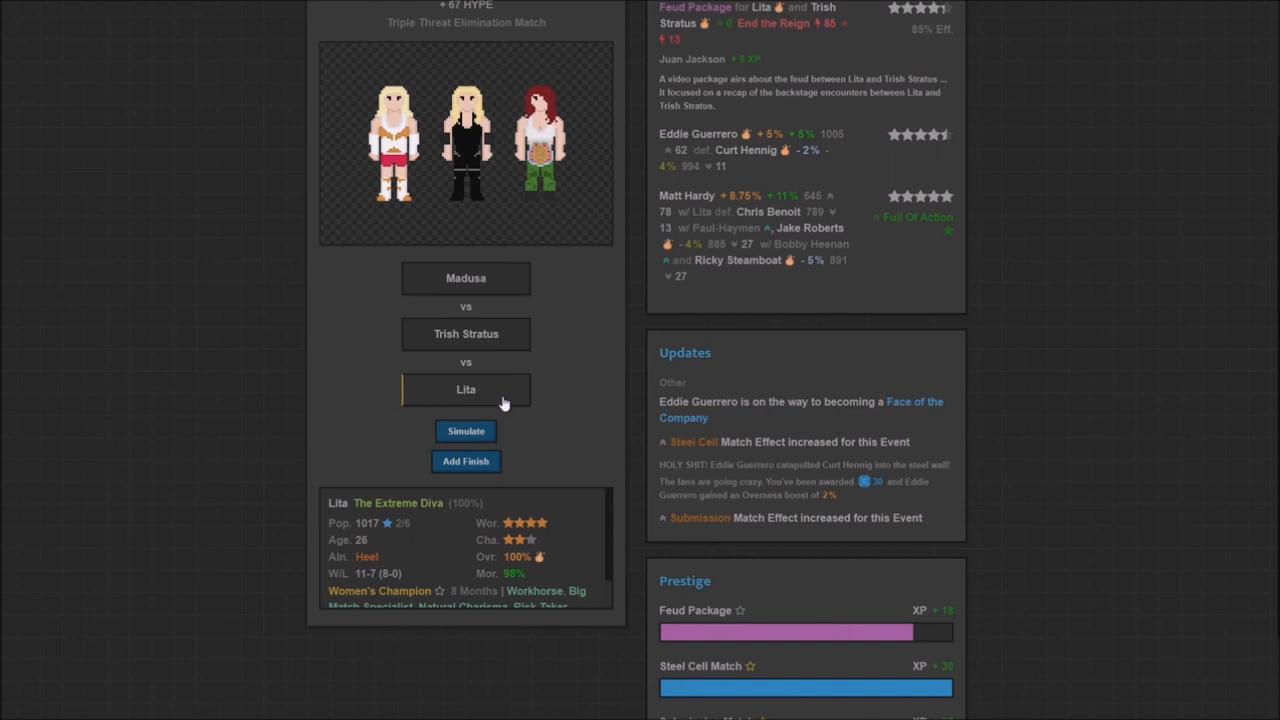 + 67 HYPE
Triple Threat Elimination Match
Madusa
vs
Trish Stratus
vs
Lita
Simulate
Add Finish
Lita The Extreme Diva (100%)
Pop. 1017 2/6 Wor.
Age. 26 Cha.
Aln. Heel Ovr. 100%
W/L 11-7 (8-0) Mor. 98%
Women's Champion 8 Months | Workhorse, Big
Match Specialist, Natural Charisma, Risk Taker
Feud Package for Lita and Trish
Stratus 0 End the Reign 85
13
85% Eff.
Juan Jackson + 5 XP
A video package airs about the feud between Lita and Trish Stratus ...
It focused on a recap of the backstage encounters between Lita and
Trish Stratus.
Eddie Guerrero + 5% + 5% 1005
62 def. Curt Hennig - 2% -
4% 994 11
Matt Hardy + 8.75% + 11% 645
78 w/ Lita def. Chris Benoit 789
13 w/ Paul-Haymen , Jake Roberts
- 4% 885 27 w/ Bobby Heenan
and Ricky Steamboat - 5% 891
27
Full Of Action
Updates
Other
Eddie Guerrero is on the way to becoming a Face of the
Company
Steel Cell Match Effect increased for this Event
HOLY SHIT! Eddie Guerrero catapulted Curt Hennig into the steel wall!
The fans are going crazy. You've been awarded 30 and Eddie
Guerrero gained an Overness boost of 2%
Submission Match Effect increased for this Event
Prestige
Feud Package XP + 18
Steel Cell Match XP + 30